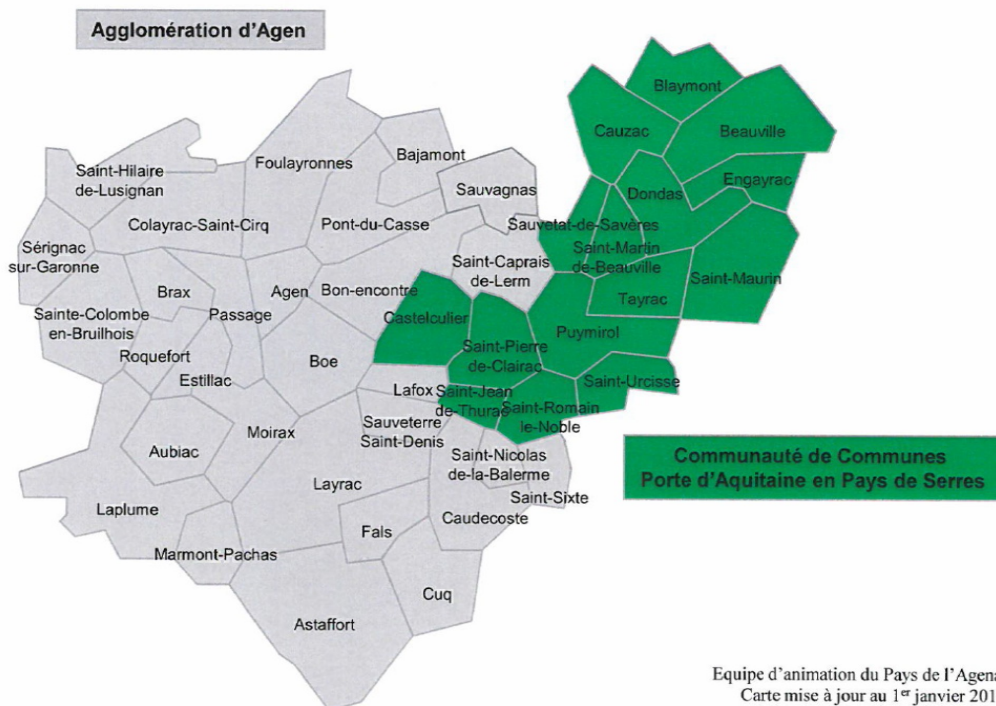 Agglomération d'Agen
Blaymont
Cauzac
Beauville
Foulayronnes
Bajamont
Saint-Hilaire
de-Lusignan
Sauvagnas
Engayrac
Dondas
Colayrac-Saint-Cirq
Pont-du-Casse
Sauvetat-de-Savères
Sérignac
sur-Garonne
Saint-Martin
de-Beauville
Saint-Caprais
de-Lerm
Saint-Maurin
Brax
Agen
Bon-encontre
Tayrac
Sainte-Colombe
en-Bruilhois
Passage
Castelculier
Puymirol
Roquefort
Boe
Saint-Pierre
de-Clairac
Estillac
Saint-Urcisse
Lafox
Saint-Jean
de-Thurac
Saint-Romain
le-Noble
Sauveterre
Saint-Denis
Moirax
Aubiac
Saint-Nicolas
de-la-Balerme
Communauté de Communes
Porte d'Aquitaine en Pays de Serres
Layrac
Saint-Sixte
Laplume
Caudecoste
Fals
Marmont-Pachas
Cuq
Astaffort
Equipe d'animation du Pays de l'Agena
Carte mise à jour au 1er janvier 201